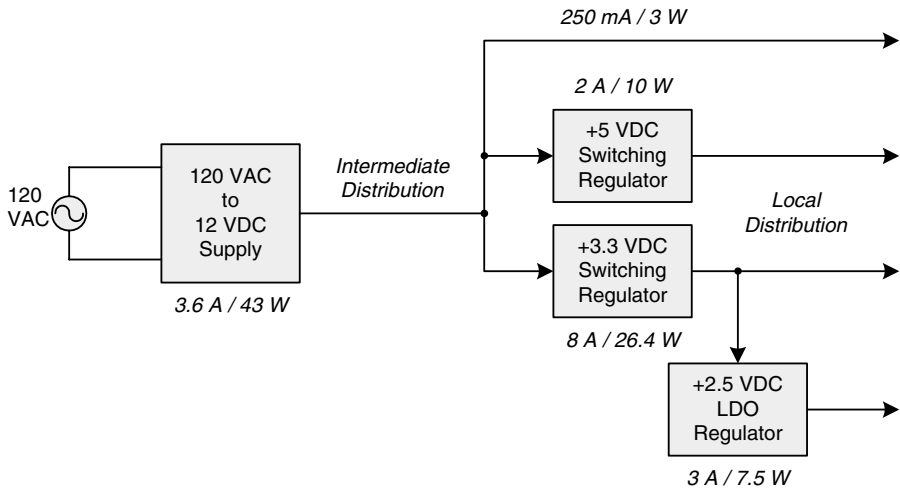 250 mA / 3 W
2 A / 10 W
+5 VDC
Switching
Regulator
Intermediate
Distribution
120 VAC
to
12 VDC
Supply
120
VAC
3.6 A / 43 W
Local
Distribution
+3.3 VDC
Switching
Regulator
8 A / 26.4 W
+2.5 VDC
LDO
Regulator
3 A / 7.5 W